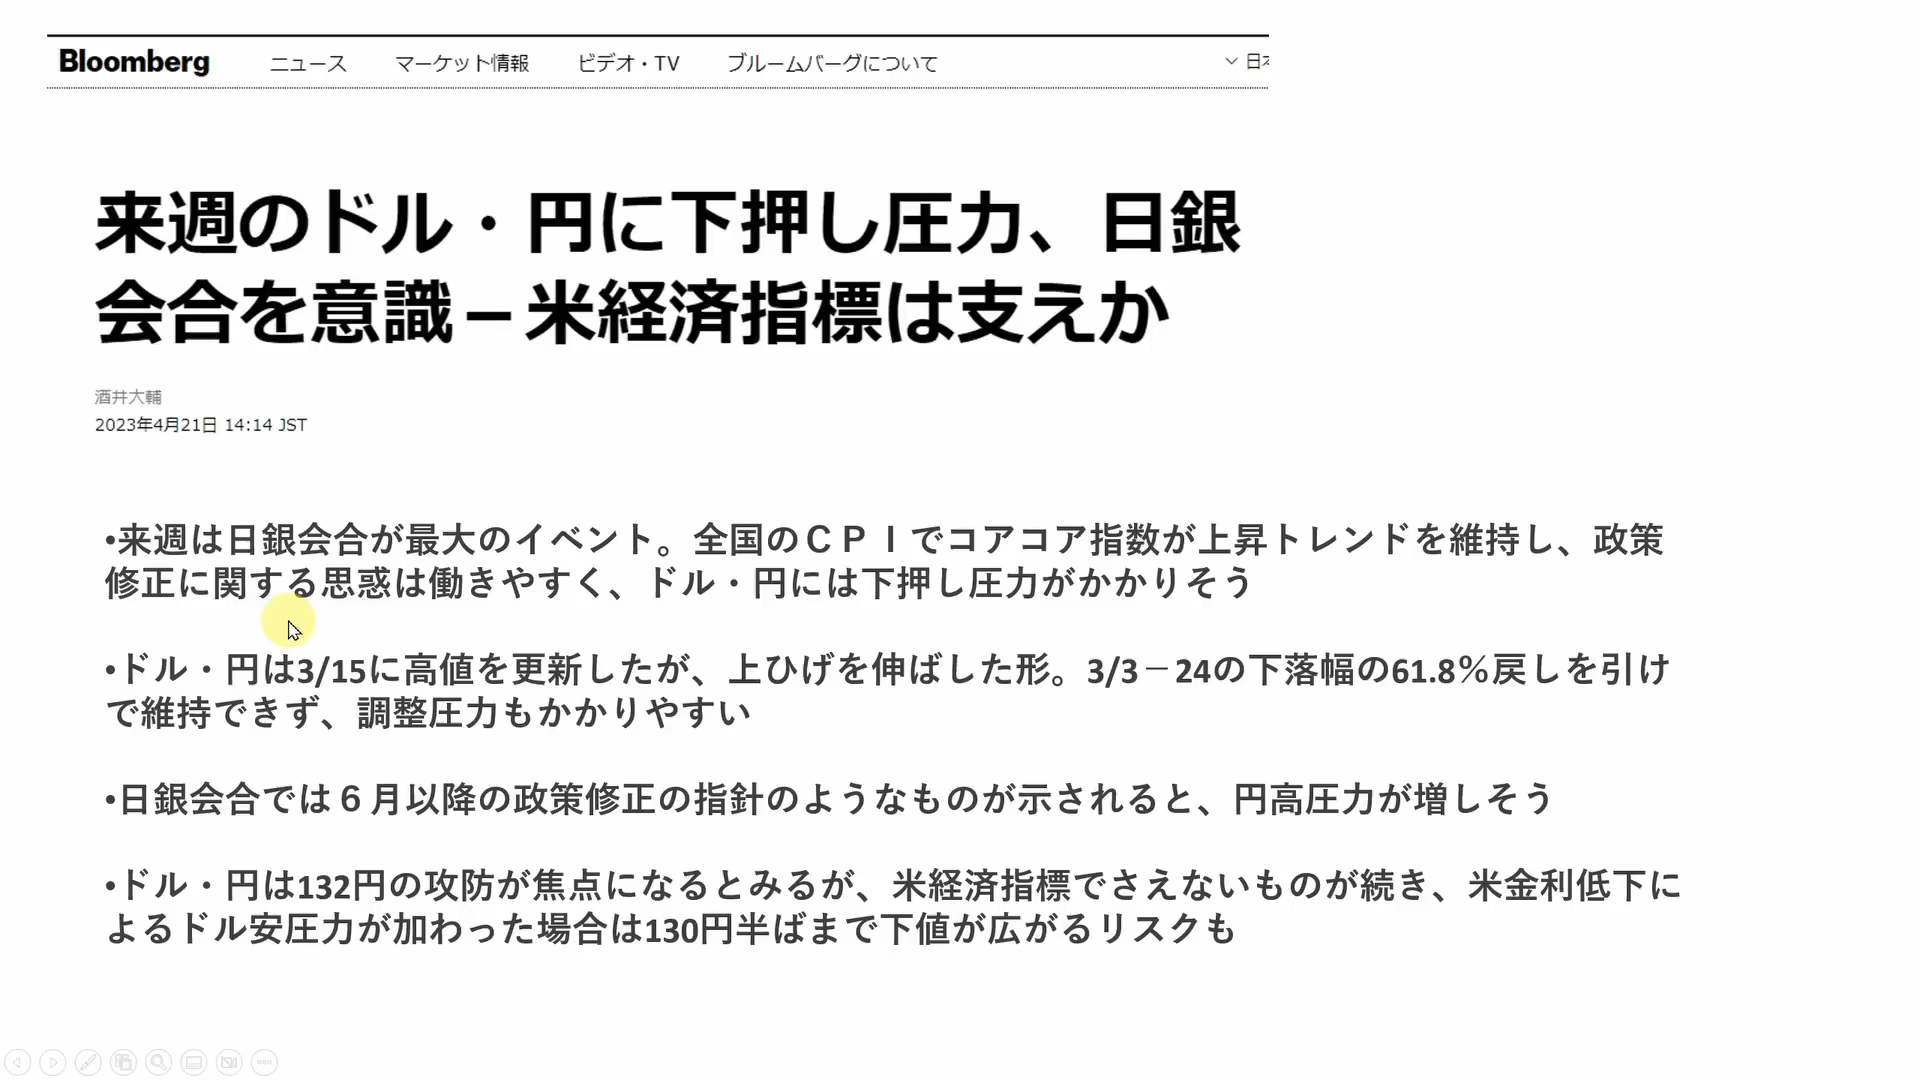 Bloomberg ニュース マーケット情報 ビデオ・TV ブルームバーグについて 日本
来週のドル・円に下押し圧力、日銀
会合を意識－米経済指標は支えか
酒井大輔
2023年4月21日 14:14 JST
•来週は日銀会合が最大のイベント。全国のＣＰＩでコアコア指数が上昇トレンドを維持し、政策
修正に関する思惑は働きやすく、ドル・円には下押し圧力がかかりそう
•ドル・円は3/15に高値を更新したが、上ひげを伸ばした形。3/3－24の下落幅の61.8％戻しを引け
で維持できず、調整圧力もかかりやすい
•日銀会合では６月以降の政策修正の指針のようなものが示されると、円高圧力が増しそう
•ドル・円は132円の攻防が焦点になるとみるが、米経済指標でさえないものが続き、米金利低下に
よるドル安圧力が加わった場合は130円半ばまで下値が広がるリスクも